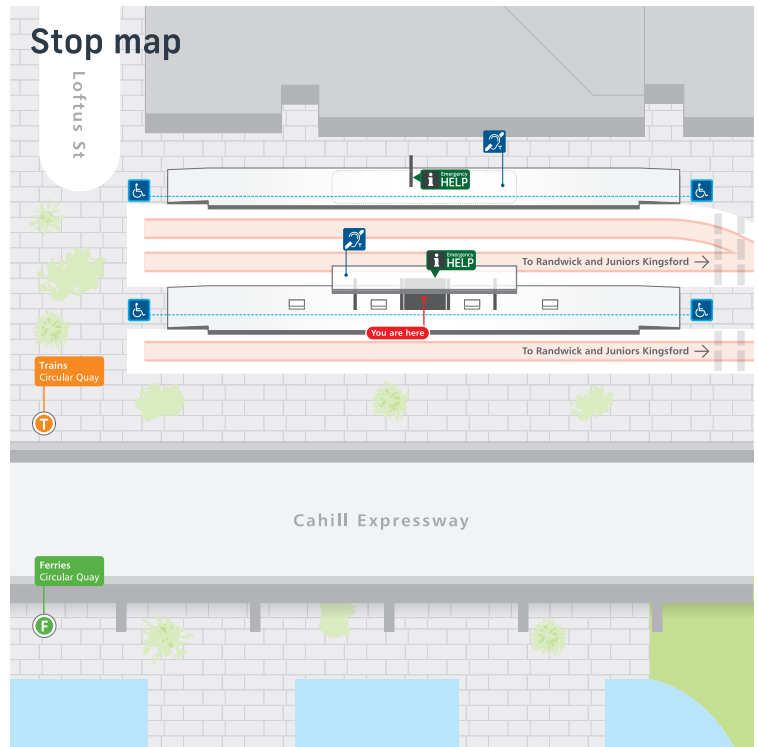 Stop map
Loftus St
T
Emergency
i HELP
T
Emergency
i HELP
To Randwick and Juniors Kingsford →
You are here
To Randwick and Juniors Kingsford →
Trains
Circular Quay
T
Cahill Expressway
Ferries
Circular Quay
F